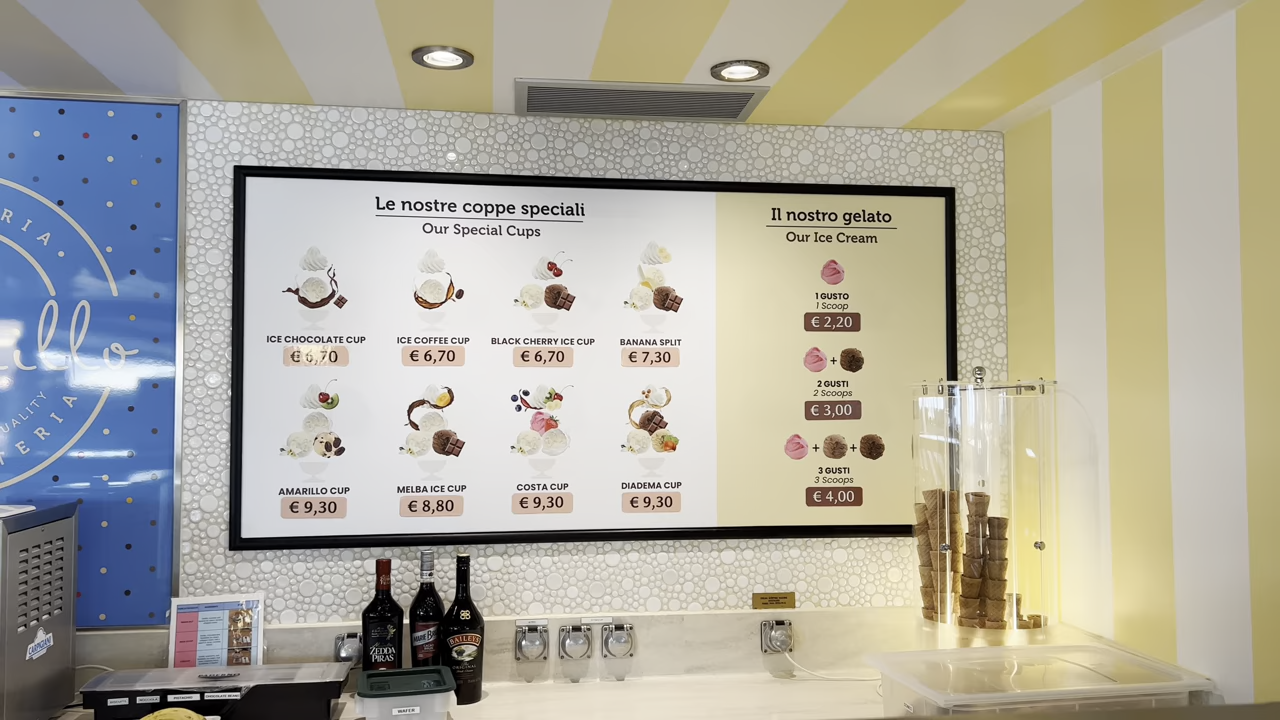 Le nostre coppe speciali
Our Special Cups
ICE CHOCOLATE CUP
€ 6,70
ICE COFFEE CUP
€ 6,70
BLACK CHERRY ICE CUP
€ 6,70
BANANA SPLIT
€ 7,30
AMARILLO CUP
€ 9,30
MELBA ICE CUP
€ 8,80
COSTA CUP
€ 9,30
DIADEMA CUP
€ 9,30
Il nostro gelato
Our Ice Cream
1 GUSTO
1 Scoop
€ 2,20
+
2 GUSTI
2 Scoops
€ 3,00
+ +
3 GUSTI
3 Scoops
€ 4,00
CARPIGIANI
ZEDDA
PIRAS
BAILEYS
ORIGINAL
WAFER